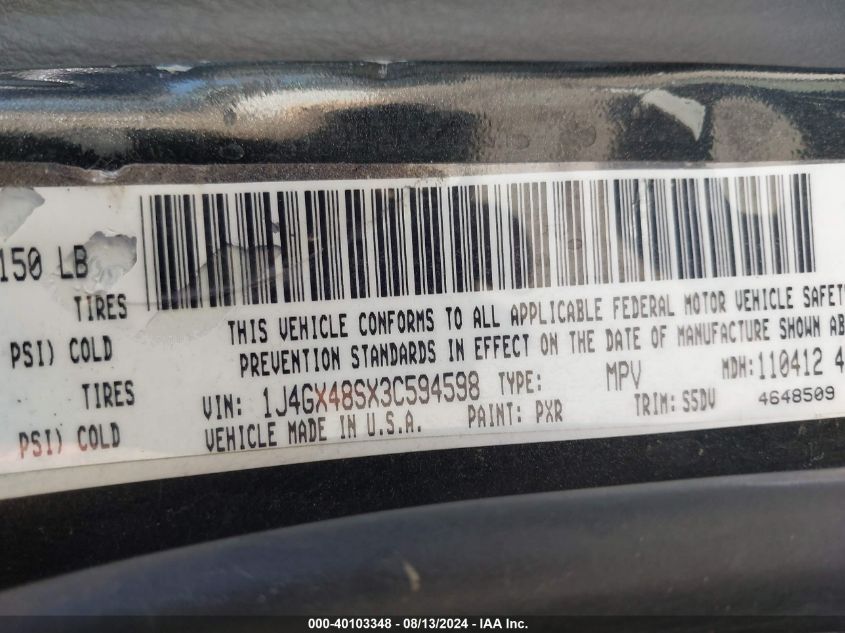 150 LB
TIRES
PSI) COLD
TIRES
PSI) COLD
THIS VEHICLE CONFORMS TO ALL APPLICABLE FEDERAL MOTOR VEHICLE SAFET
PREVENTION STANDARDS IN EFFECT ON THE DATE OF MANUFACTURE SHOWN AB
VIN: 1J4GX48SX3C594598 TYPE: MPV MDH: 110412 4
VEHICLE MADE IN U.S.A. PAINT: PXR TRIM: S5DV 4648509
000-40103348 - 08/13/2024 - IAA Inc.